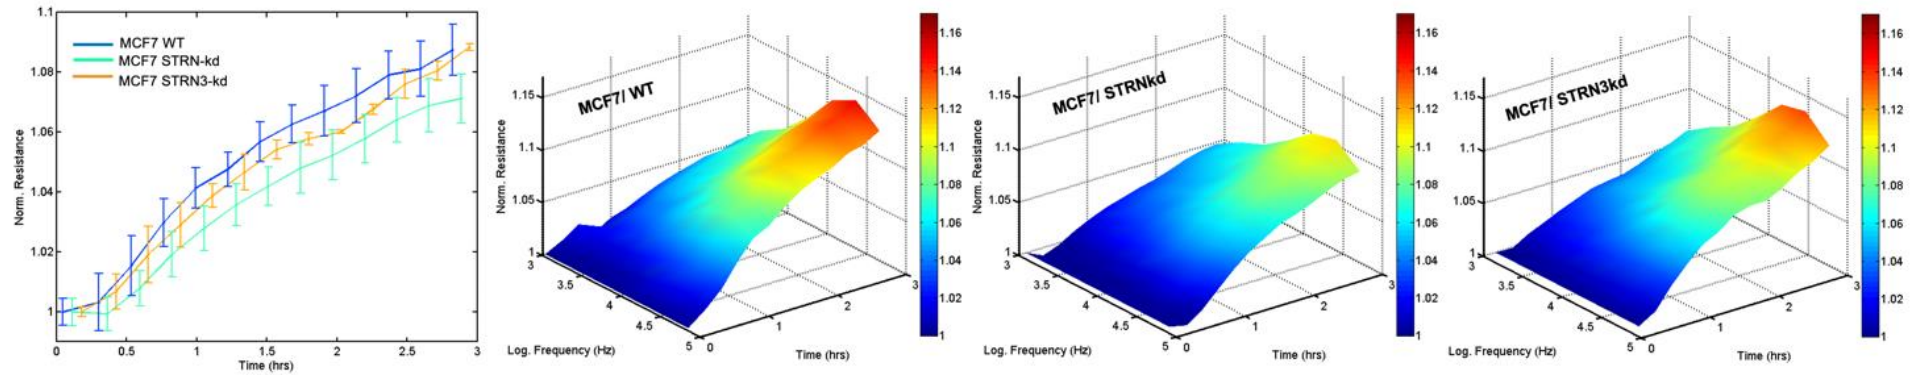 1.1
1.08
1.06
1.04
1.02
1
Norm. Resistance
MCF7 WT
MCF7 STRN-kd
MCF7 STRN3-kd
0 0.5 1 1.5 2 2.5 3
Time (hrs)
MCF7/ WT
1.15
1.1
1.05
1
Norm. Resistance
3 3.5 4 4.5 5
Log. Frequency (Hz)
0 1 2 3
Time (hrs)
1.16
1.14
1.12
1.1
1.08
1.06
1.04
1.02
1
MCF7/ STRNkd
1.15
1.1
1.05
1
Norm. Resistance
3 3.5 4 4.5 5
Log. Frequency (Hz)
0 1 2 3
Time (hrs)
1.16
1.14
1.12
1.1
1.08
1.06
1.04
1.02
1
MCF7/ STRN3kd
1.15
1.1
1.05
1
Norm. Resistance
3 3.5 4 4.5 5
Log. Frequency (Hz)
0 1 2 3
Time (hrs)
1.16
1.14
1.12
1.1
1.08
1.06
1.04
1.02
1